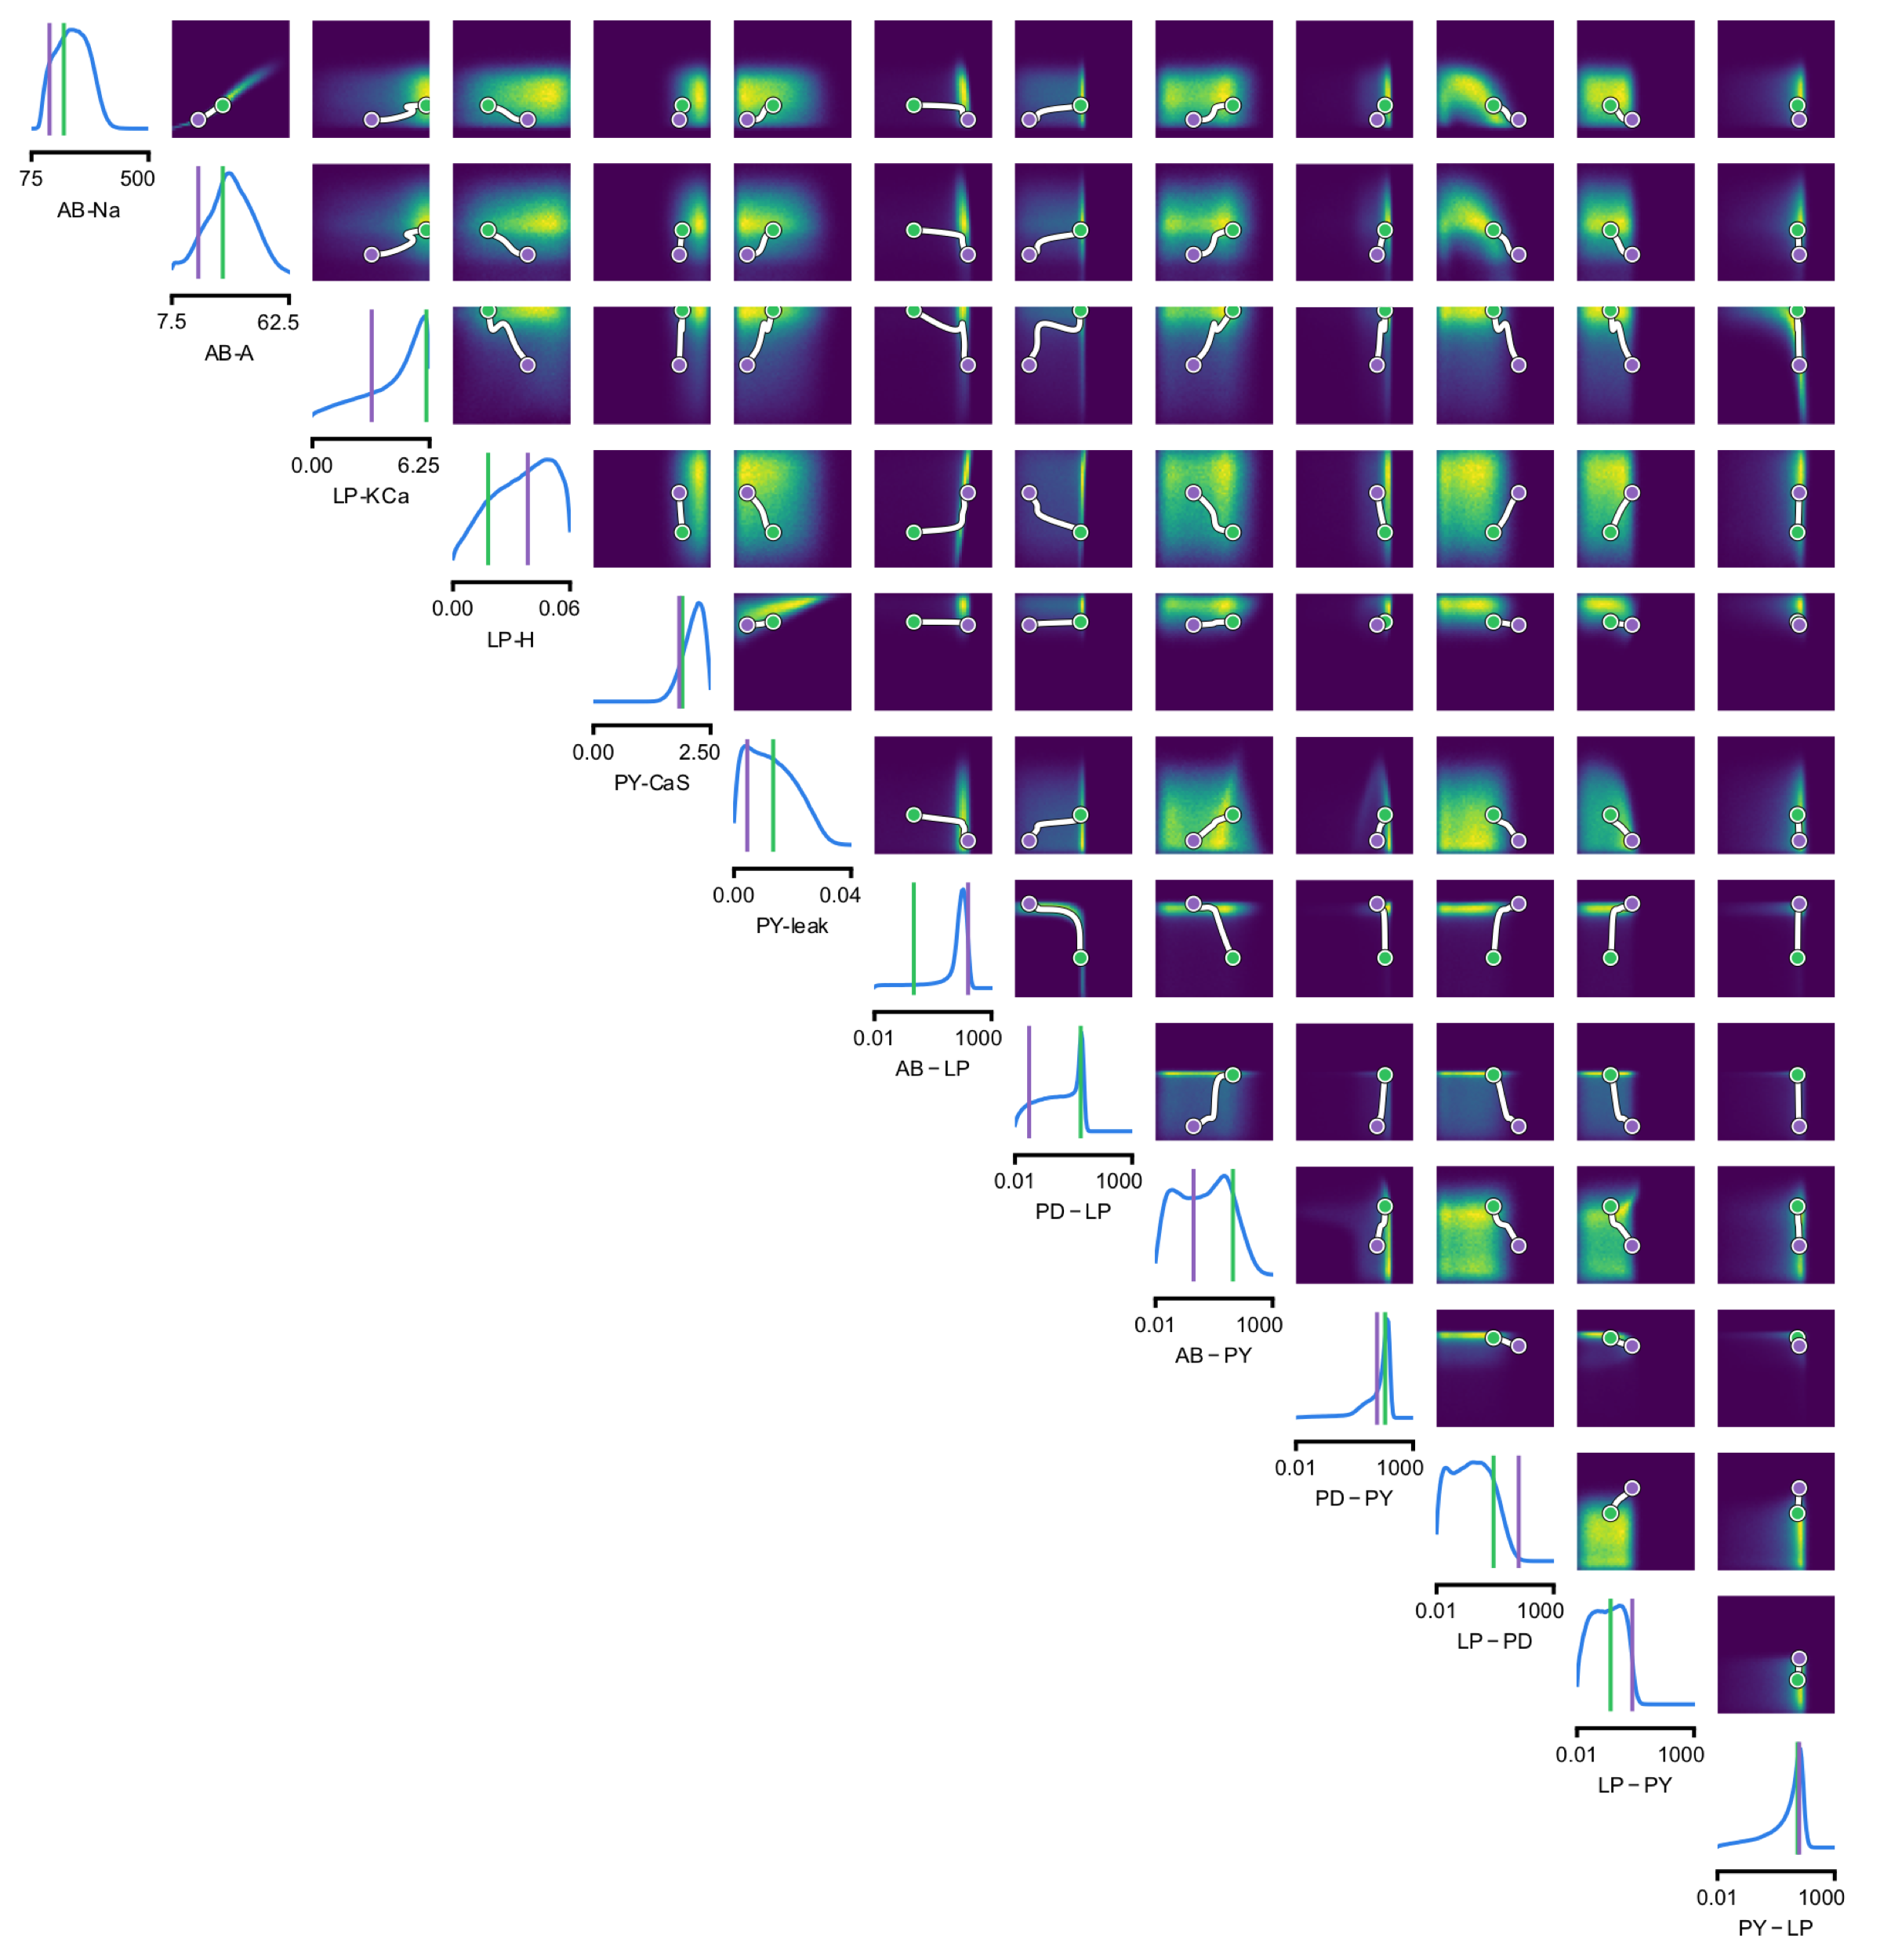 75 500
AB-Na
7.5 62.5
AB-A
0.00 6.25
LP-KCa
0.00 0.06
LP-H
0.00 2.50
PY-CaS
0.00 0.04
PY-leak
0.01 1000
AB – LP
0.01 1000
PD – LP
0.01 1000
AB – PY
0.01 1000
PD – PY
0.01 1000
LP – PD
0.01 1000
LP – PY
0.01 1000
PY – LP